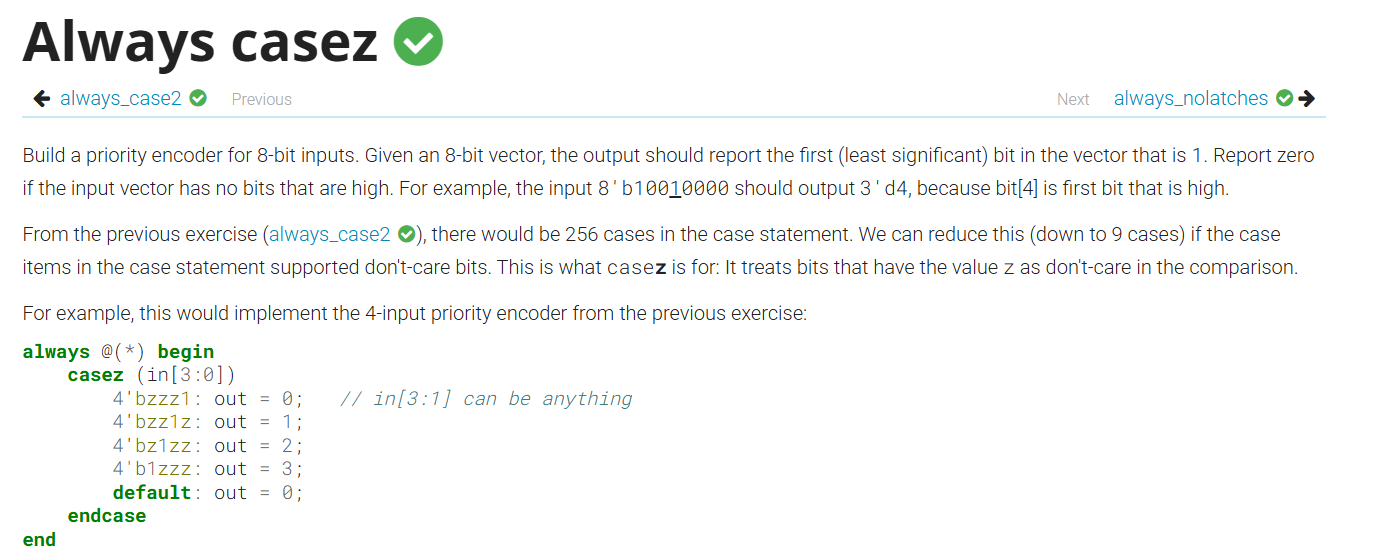 Always casez
always_case2 Previous Next always_nolatches
Build a priority encoder for 8-bit inputs. Given an 8-bit vector, the output should report the first (least significant) bit in the vector that is 1. Report zero
if the input vector has no bits that are high. For example, the input 8'b10010000 should output 3'd4, because bit[4] is first bit that is high.
From the previous exercise (always_case2 ), there would be 256 cases in the case statement. We can reduce this (down to 9 cases) if the case
items in the case statement supported don't-care bits. This is what casez is for: It treats bits that have the value z as don't-care in the comparison.
For example, this would implement the 4-input priority encoder from the previous exercise:
always @(*) begin
    casez (in[3:0])
        4'bzzz1: out = 0;   // in[3:1] can be anything
        4'bzz1z: out = 1;
        4'bz1zz: out = 2;
        4'b1zzz: out = 3;
        default: out = 0;
    endcase
end